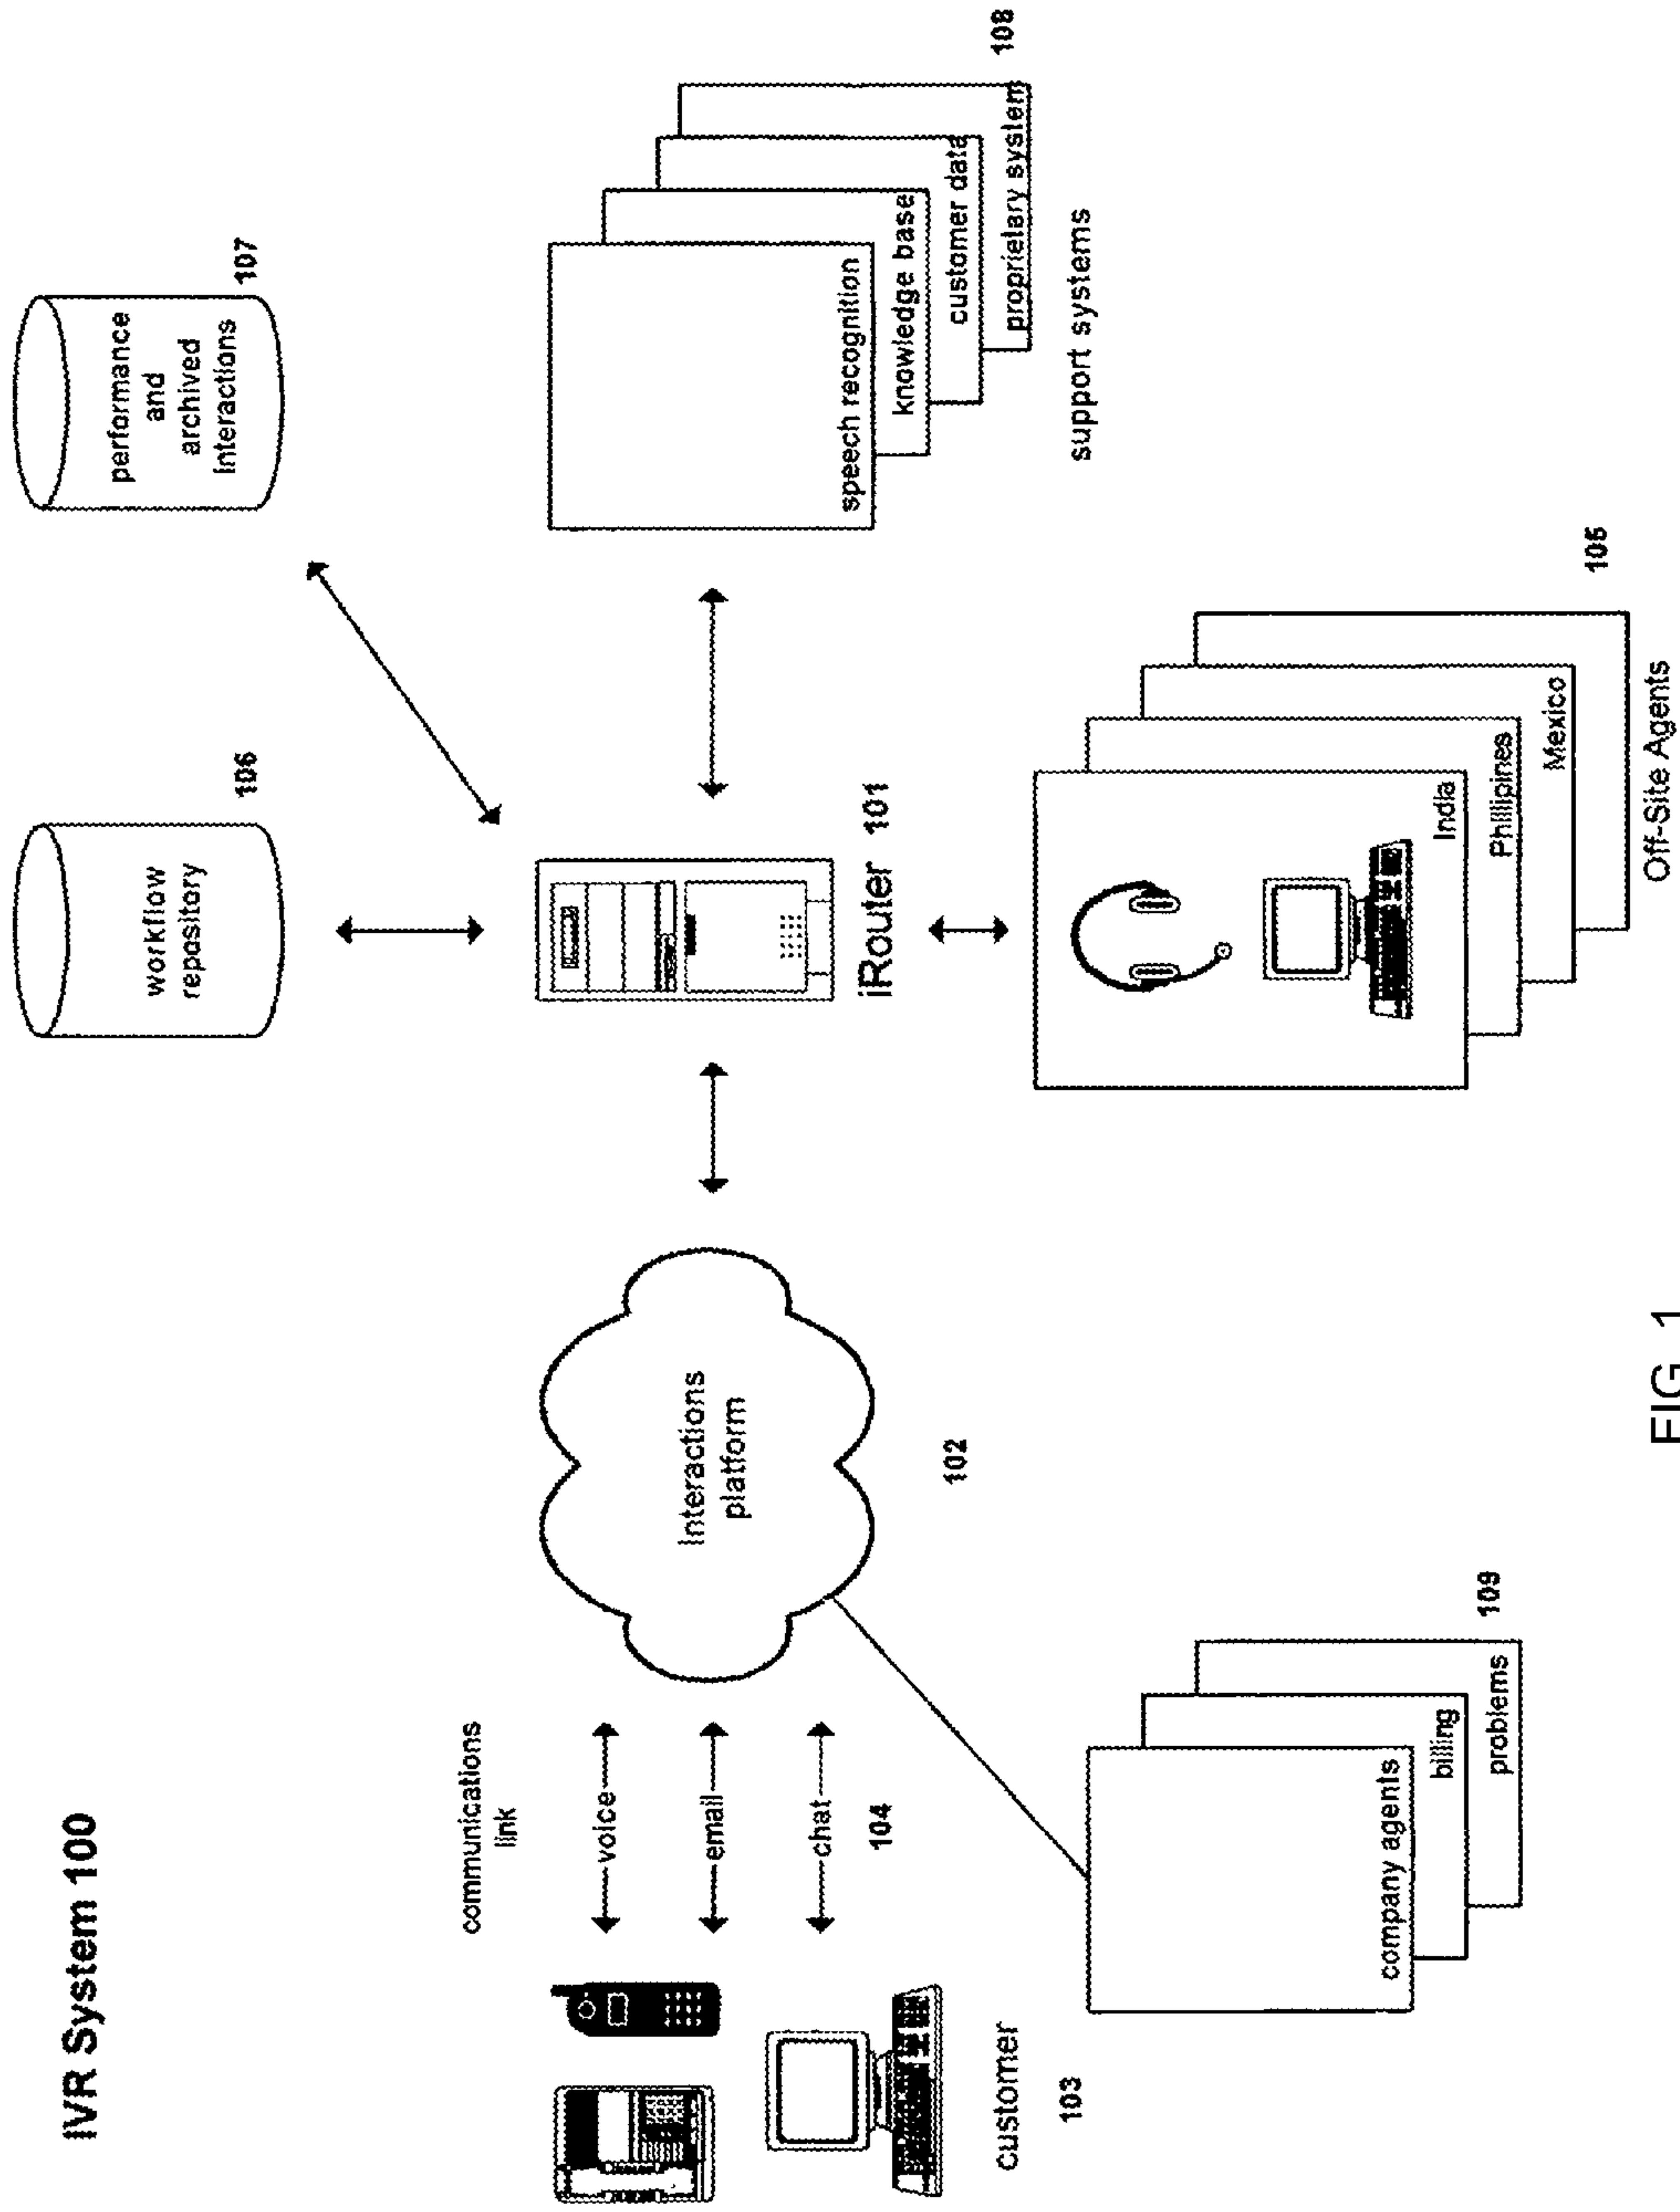 IVR System 100
workflow
repository
106
performance
and
archived
Interactions
107
communications
link
voice
email
chat
104
customer
103
Interactions
platform
102
iRouter 101
speech recognition
knowledge base
customer data
proprietary system
108
support systems
company agents
billing
problems
109
India
Phillipines
Mexico
105
Off-Site Agents
FIG. 1